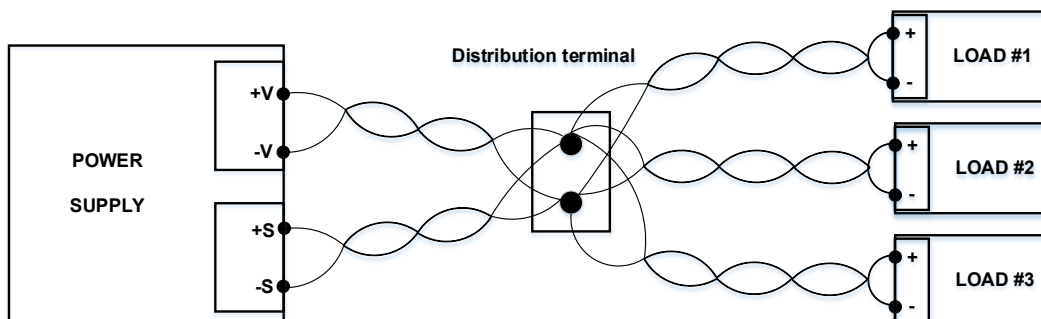 Distribution terminal
POWER
SUPPLY
+V
-V
+S
-S
+
-
LOAD #1
+
-
LOAD #2
+
-
LOAD #3